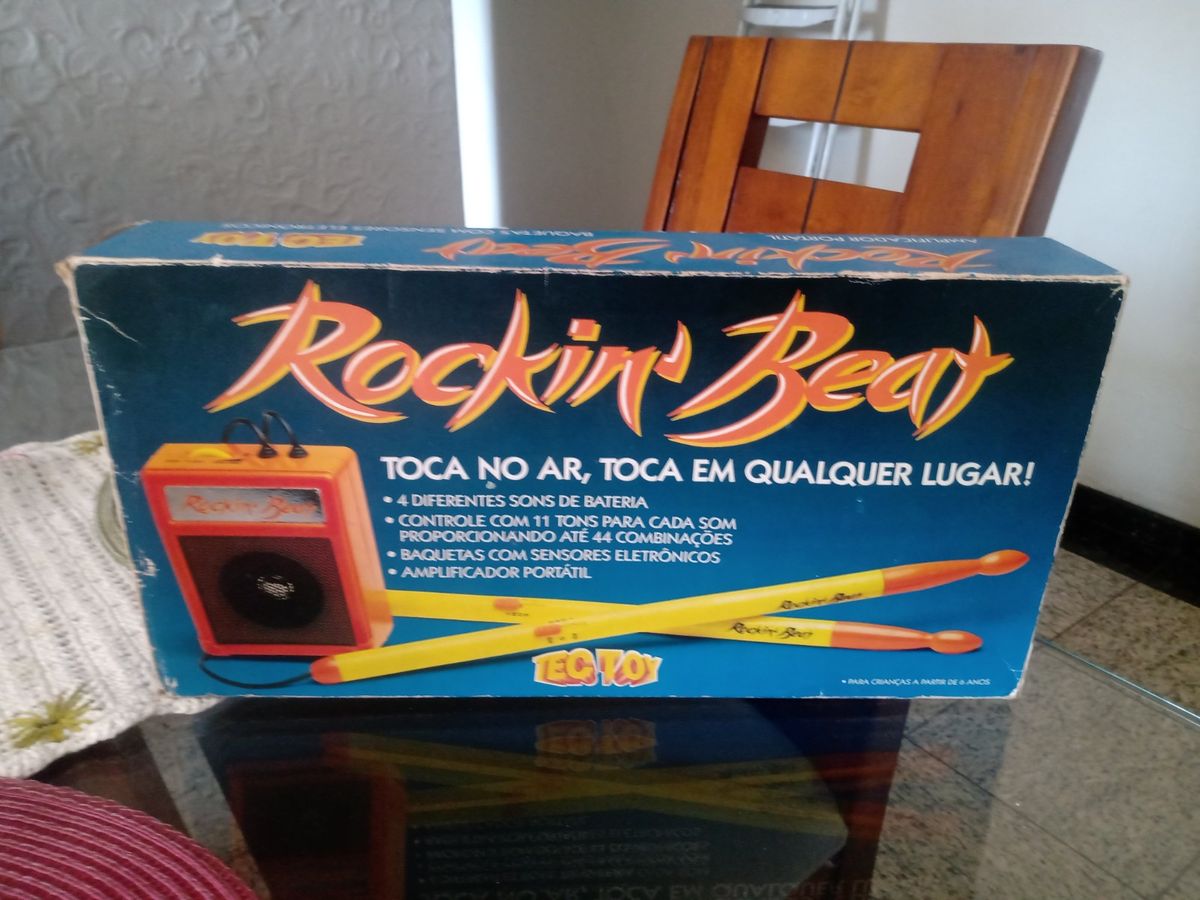 AMPLIFICADOR PORTÁTIL
Rockin' Beat
TEC TOY
Rockin' Beat
TOCA NO AR, TOCA EM QUALQUER LUGAR!
• 4 DIFERENTES SONS DE BATERIA
• CONTROLE COM 11 TONS PARA CADA SOM
PROPORCIONANDO ATÉ 44 COMBINAÇÕES
• BAQUETAS COM SENSORES ELETRÔNICOS
• AMPLIFICADOR PORTÁTIL
Rockin' Beat
Rockin' Beat
Rockin' Beat
TEC TOY
• PARA CRIANÇAS A PARTIR DE 6 ANOS